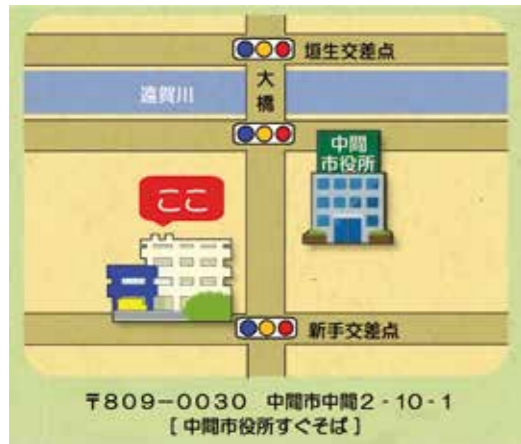 垣生交差点
大
橋
遠賀川
中間
市役所
ここ
新手交差点
〒809-0030 中間市中間2-10-1
[ 中間市役所すぐそば ]